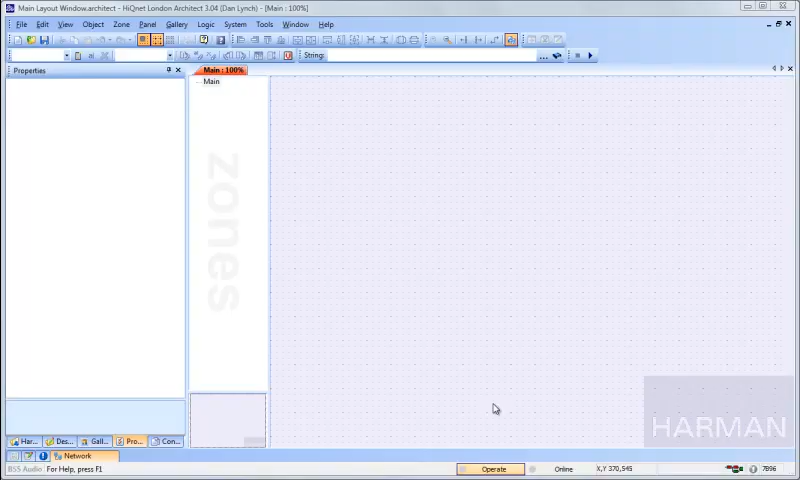 Main Layout Window.architect - HiQnet London Architect 3.04 (Dan Lynch) - [Main : 100%]
File Edit View Object Zone Panel Gallery Logic System Tools Window Help
String:
Properties
Main : 100%
Main
zones
HARMAN
Har... Des... Gall... Pro... Con...
Network
BSS Audio For Help, press F1 Operate Online X,Y 370,545 7896